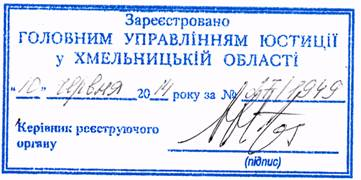 Зареєстровано
ГОЛОВНИМ УПРАВЛІННЯМ ЮСТИЦІЇ
у ХМЕЛЬНИЦЬКІЙ ОБЛАСТІ
"10" червня 2014 року за №
Керівник реєструючого
органу
(підпис)